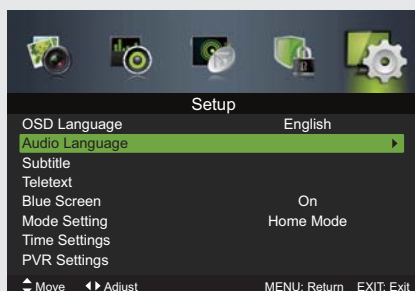 Setup
OSD Language English
Audio Language
Subtitle
Teletext
Blue Screen On
Mode Setting Home Mode
Time Settings
PVR Settings
Move Adjust MENU: Return EXIT: Exit